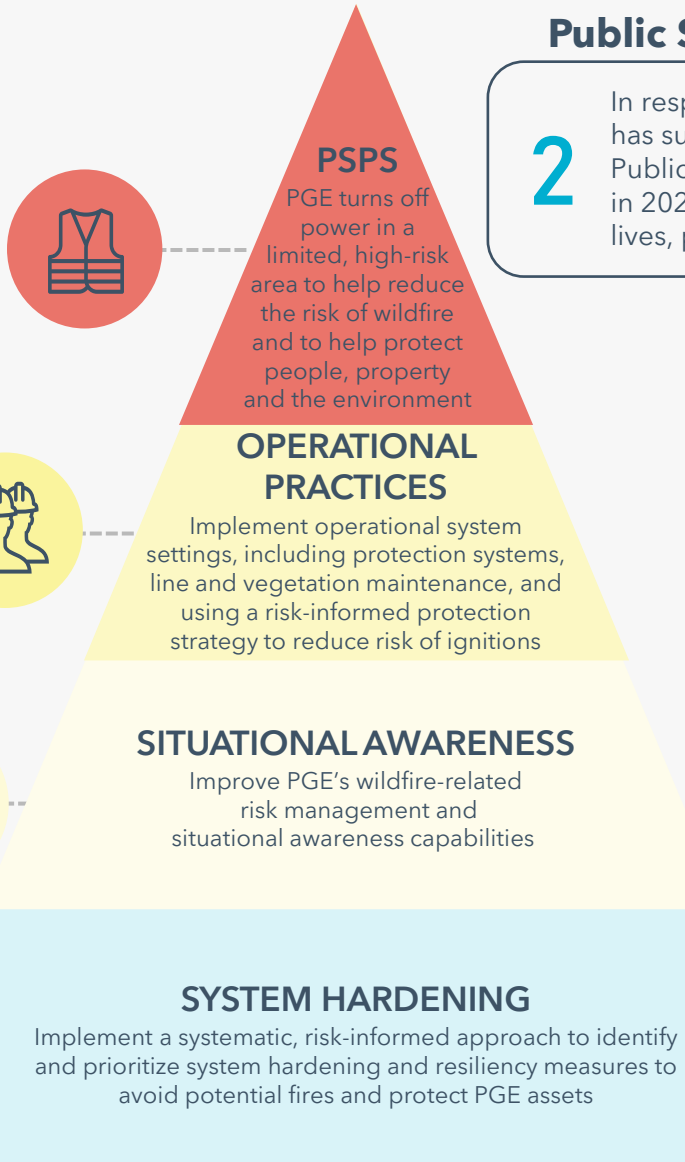 Public
In
has
2
Public
in
lives,
PSPS
PGE turns off
power in a
limited, high-risk
area to help reduce
the risk of wildfire
and to help protect
people, property
and the environment
OPERATIONAL
PRACTICES
Implement operational system
settings, including protection systems,
line and vegetation maintenance, and
using a risk-informed protection
strategy to reduce risk of ignitions
SITUATIONAL AWARENESS
Improve PGE's wildfire-related
risk management and
situational awareness capabilities
SYSTEM HARDENING
Implement a systematic, risk-informed approach to identify
and prioritize system hardening and resiliency measures to
avoid potential fires and protect PGE assets